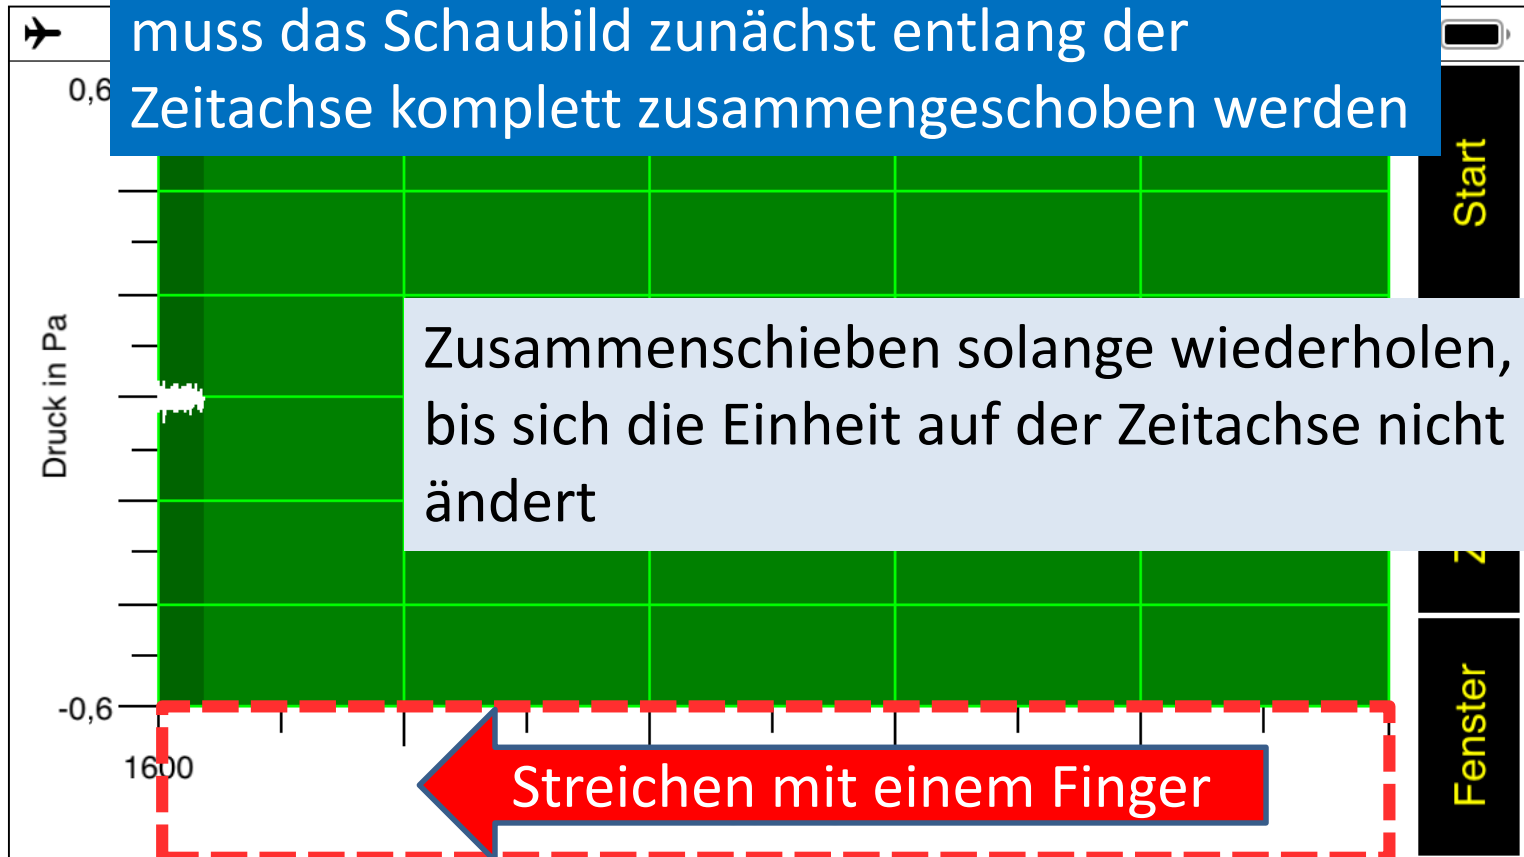 muss das Schaubild zunächst entlang der
Zeitachse komplett zusammengeschoben werden
0,6
Start
Druck in Pa
Zusammenschieben solange wiederholen,
bis sich die Einheit auf der Zeitachse nicht
ändert
-0,6
1600
Streichen mit einem Finger
Fenster